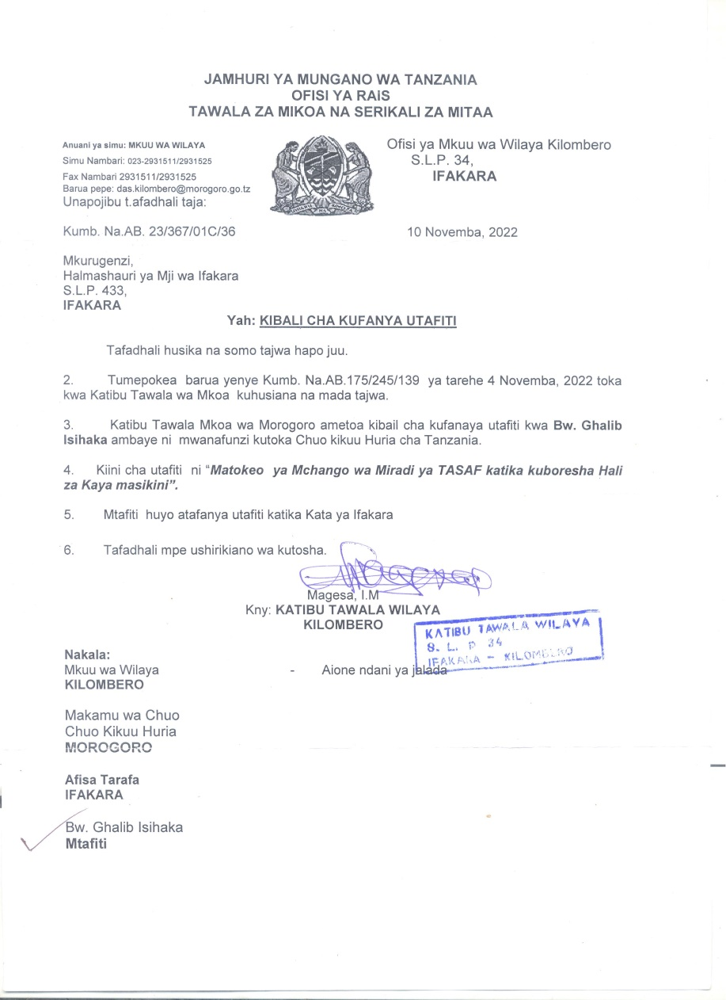 JAMHURI YA MUNGANO WA TANZANIA
OFISI YA RAIS
TAWALA ZA MIKOA NA SERIKALI ZA MITAA
Anuani ya simu: MKUU WA WILAYA
Simu Nambari: 023-2931511/2931525
Fax Nambari 2931511/2931525
Barua pepe: das.kilombero@morogoro.go.tz
Unapojibu t.afadhali taja:
Ofisi ya Mkuu wa Wilaya Kilombero
S.L.P. 34,
IFAKARA
Kumb. Na.AB. 23/367/01C/36
10 Novemba, 2022
Mkurugenzi,
Halmashauri ya Mji wa Ifakara
S.L.P. 433,
IFAKARA
Yah: KIBALI CHA KUFANYA UTAFITI
Tafadhali husika na somo tajwa hapo juu.
2. Tumepokea barua yenye Kumb. Na.AB.175/245/139 ya tarehe 4 Novemba, 2022 toka
kwa Katibu Tawala wa Mkoa kuhusiana na mada tajwa.
3. Katibu Tawala Mkoa wa Morogoro ametoa kibail cha kufanaya utafiti kwa Bw. Ghalib
Isihaka ambaye ni mwanafunzi kutoka Chuo kikuu Huria cha Tanzania.
4. Kiini cha utafiti ni “Matokeo ya Mchango wa Miradi ya TASAF katika kuboresha Hali
za Kaya masikini”.
5. Mtafiti huyo atafanya utafiti katika Kata ya Ifakara
6. Tafadhali mpe ushirikiano wa kutosha.
Magesa, I.M
Kny: KATIBU TAWALA WILAYA
KILOMBERO
KATIBU TAWALA WILAYA
S. L. P 34
IFAKARA - KILOMBERO
Nakala:
Mkuu wa Wilaya - Aione ndani ya jalada
KILOMBERO
Makamu wa Chuo
Chuo Kikuu Huria
MOROGORO
Afisa Tarafa
IFAKARA
Bw. Ghalib Isihaka
Mtafiti